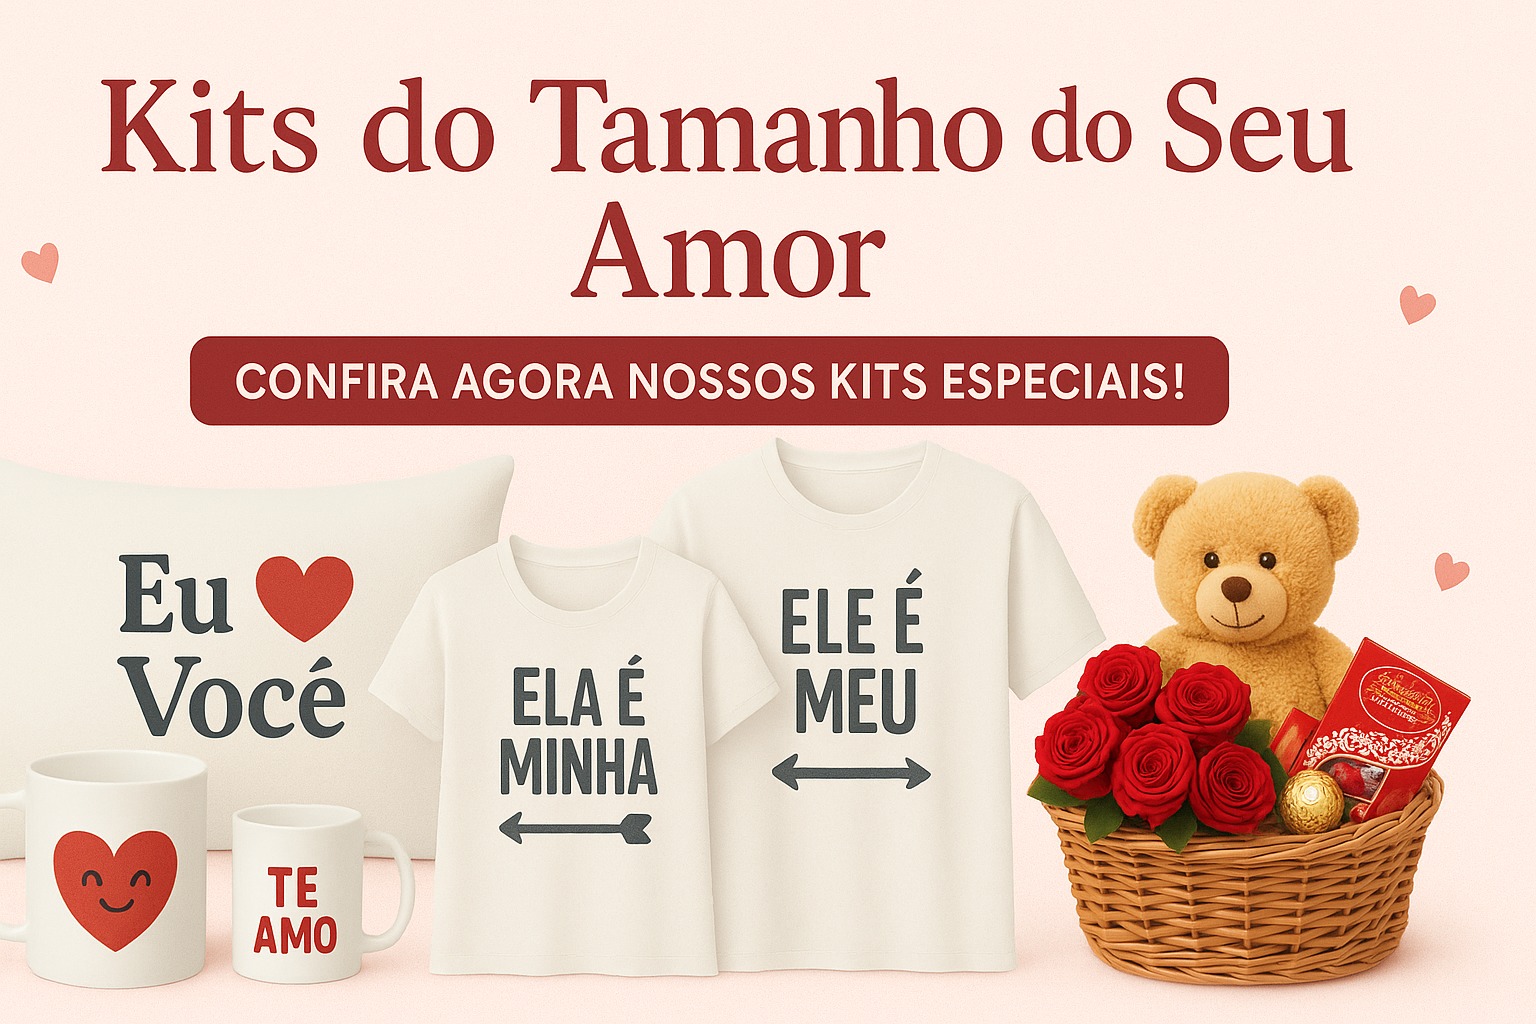 Kits do Tamanho do Seu
Amor
CONFIRA AGORA NOSSOS KITS ESPECIAIS!
Eu
Você
ELA É
MINHA
ELE É
MEU
TE
AMO